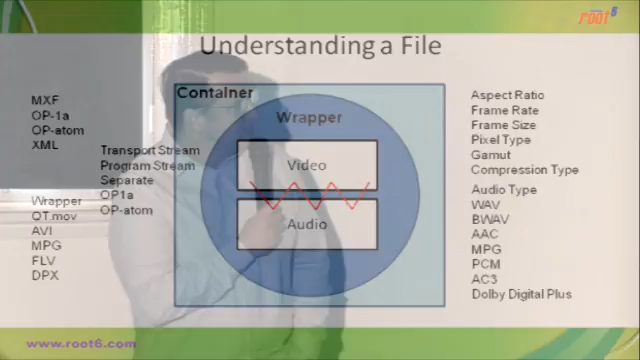 root6
Understanding a File
Container
Wrapper
Video
Audio
MXF
OP-1a
OP-atom
XML
Transport Stream
Program Stream
Separate
OP1a
OP-atom
Wrapper
QT.mov
AVI
MPG
FLV
DPX
Aspect Ratio
Frame Rate
Frame Size
Pixel Type
Gamut
Compression Type
Audio Type
WAV
BWAV
AAC
MPG
PCM
AC3
Dolby Digital Plus
www.root6.com